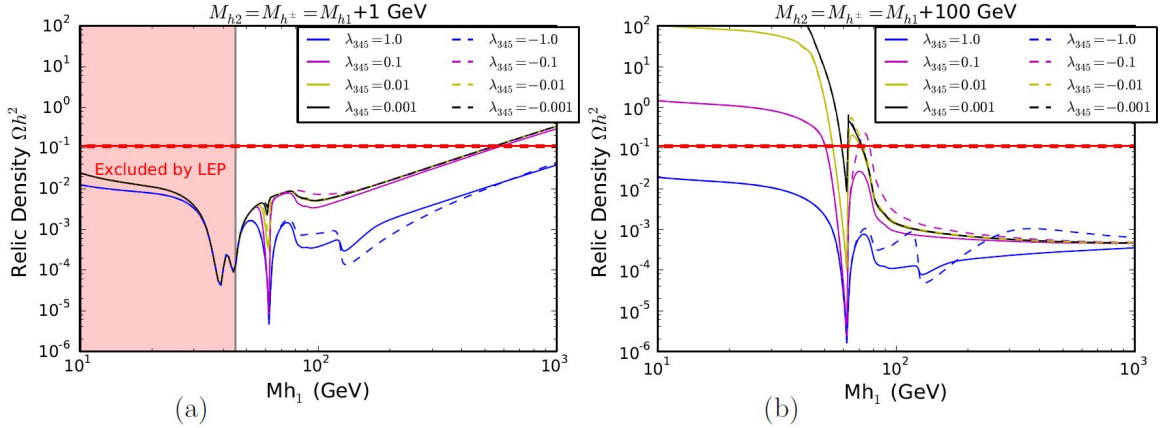 M_{h2}=M_{h^±}=M_{h1}+1 GeV
Relic Density Ωh²
10²
10¹
10⁰
10⁻¹
10⁻²
10⁻³
10⁻⁴
10⁻⁵
10⁻⁶
λ₃₄₅=1.0 λ₃₄₅=−1.0
λ₃₄₅=0.1 λ₃₄₅=−0.1
λ₃₄₅=0.01 λ₃₄₅=−0.01
λ₃₄₅=0.001 λ₃₄₅=−0.001
Excluded by LEP
10¹ 10² 10³
Mh₁ (GeV)
(a)
M_{h2}=M_{h^±}=M_{h1}+100 GeV
Relic Density Ωh²
10²
10¹
10⁰
10⁻¹
10⁻²
10⁻³
10⁻⁴
10⁻⁵
10⁻⁶
λ₃₄₅=1.0 λ₃₄₅=−1.0
λ₃₄₅=0.1 λ₃₄₅=−0.1
λ₃₄₅=0.01 λ₃₄₅=−0.01
λ₃₄₅=0.001 λ₃₄₅=−0.001
10¹ 10² 10³
Mh₁ (GeV)
(b)